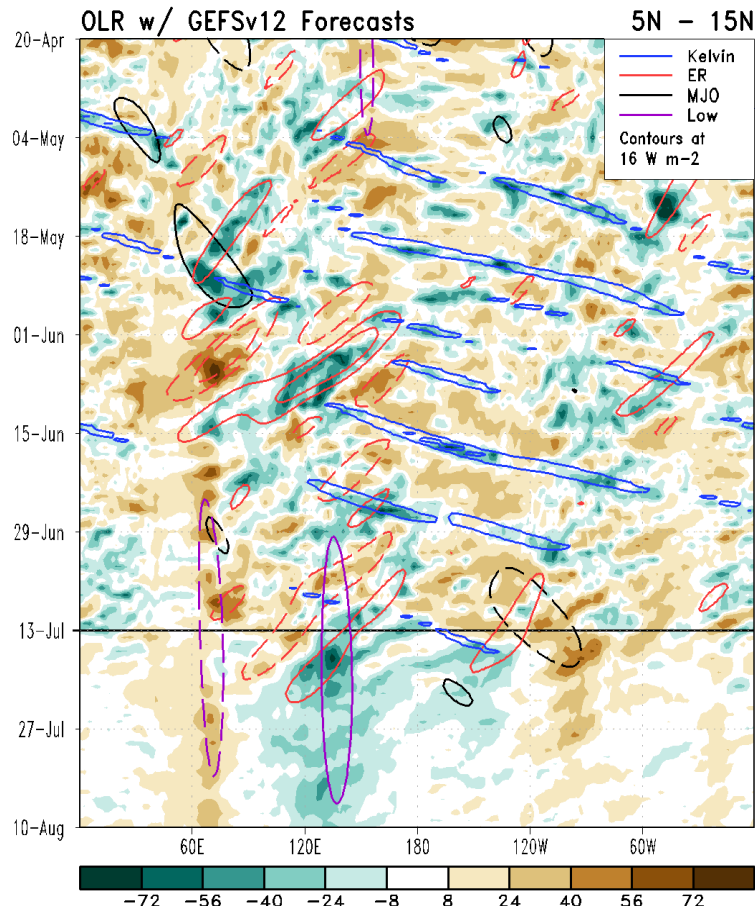 OLR w/ GEFSv12 Forecasts 5N - 15N
20-Apr
Kelvin
ER
MJO
Low
04-May
Contours at
16 W m-2
18-May
01-Jun
15-Jun
29-Jun
13-Jul
27-Jul
10-Aug
60E 120E 180 120W 60W
-72 -56 -40 -24 -8 8 24 40 56 72